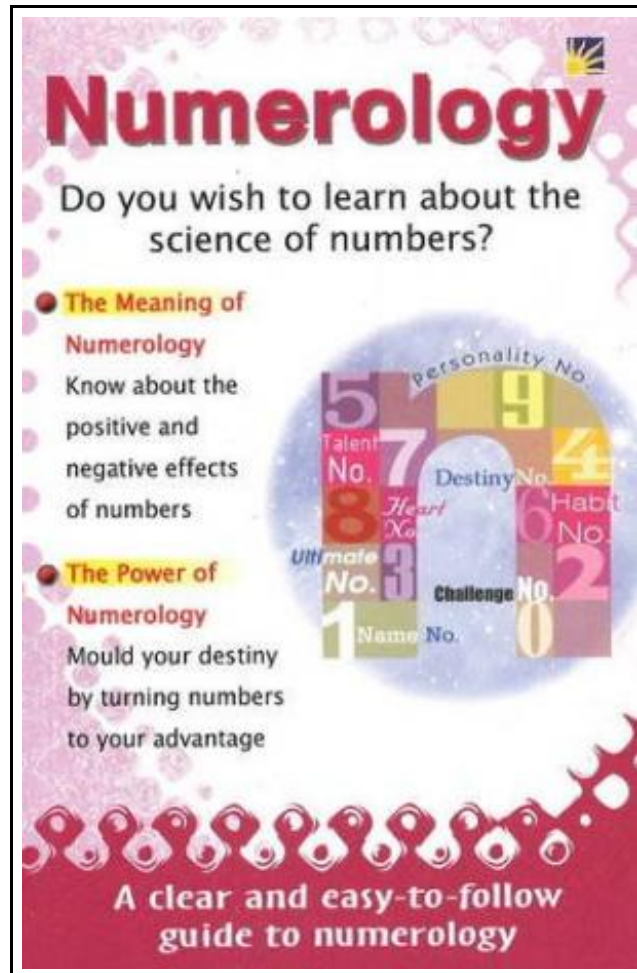 Numerology
Do you wish to learn about the
science of numbers?
The Meaning of
Numerology
Know about the
positive and
negative effects
of numbers
The Power of
Numerology
Mould your destiny
by turning numbers
to your advantage
Personality No.
5
9
Talent
No.
7
Destiny No.
4
8
Heart
No.
6
Habit
No.
Ultimate
No.
3
Challenge No.
2
1
Name No.
0
A clear and easy-to-follow
guide to numerology